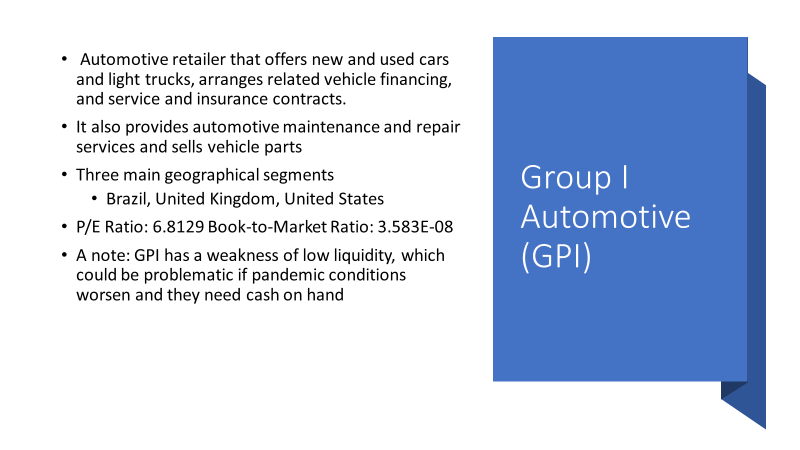 • Automotive retailer that offers new and used cars
and light trucks, arranges related vehicle financing,
and service and insurance contracts.
• It also provides automotive maintenance and repair
services and sells vehicle parts
• Three main geographical segments
• Brazil, United Kingdom, United States
• P/E Ratio: 6.8129 Book-to-Market Ratio: 3.583E-08
• A note: GPI has a weakness of low liquidity, which
could be problematic if pandemic conditions
worsen and they need cash on hand
Group I
Automotive
(GPI)